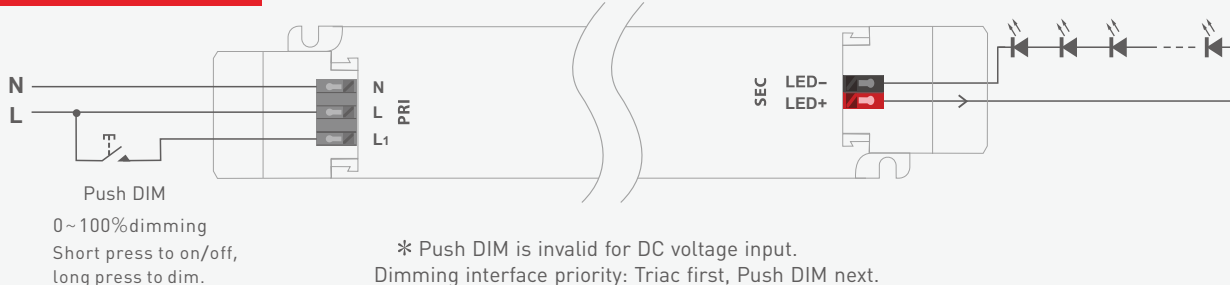 N
L
N
L
L1
PRI
SEC
LED−
LED+
Push DIM
0~100%dimming
Short press to on/off,
long press to dim.
* Push DIM is invalid for DC voltage input.
Dimming interface priority: Triac first, Push DIM next.